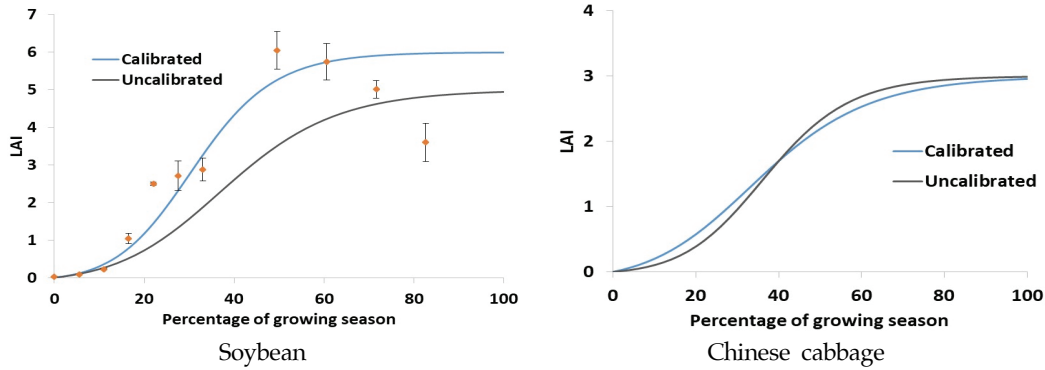 7
6
5
4
3
2
1
0
LAI
Calibrated
Uncalibrated
0 20 40 60 80 100
Percentage of growing season
Soybean
4
3
2
1
0
LAI
Calibrated
Uncalibrated
0 20 40 60 80 100
Percentage of growing season
Chinese cabbage